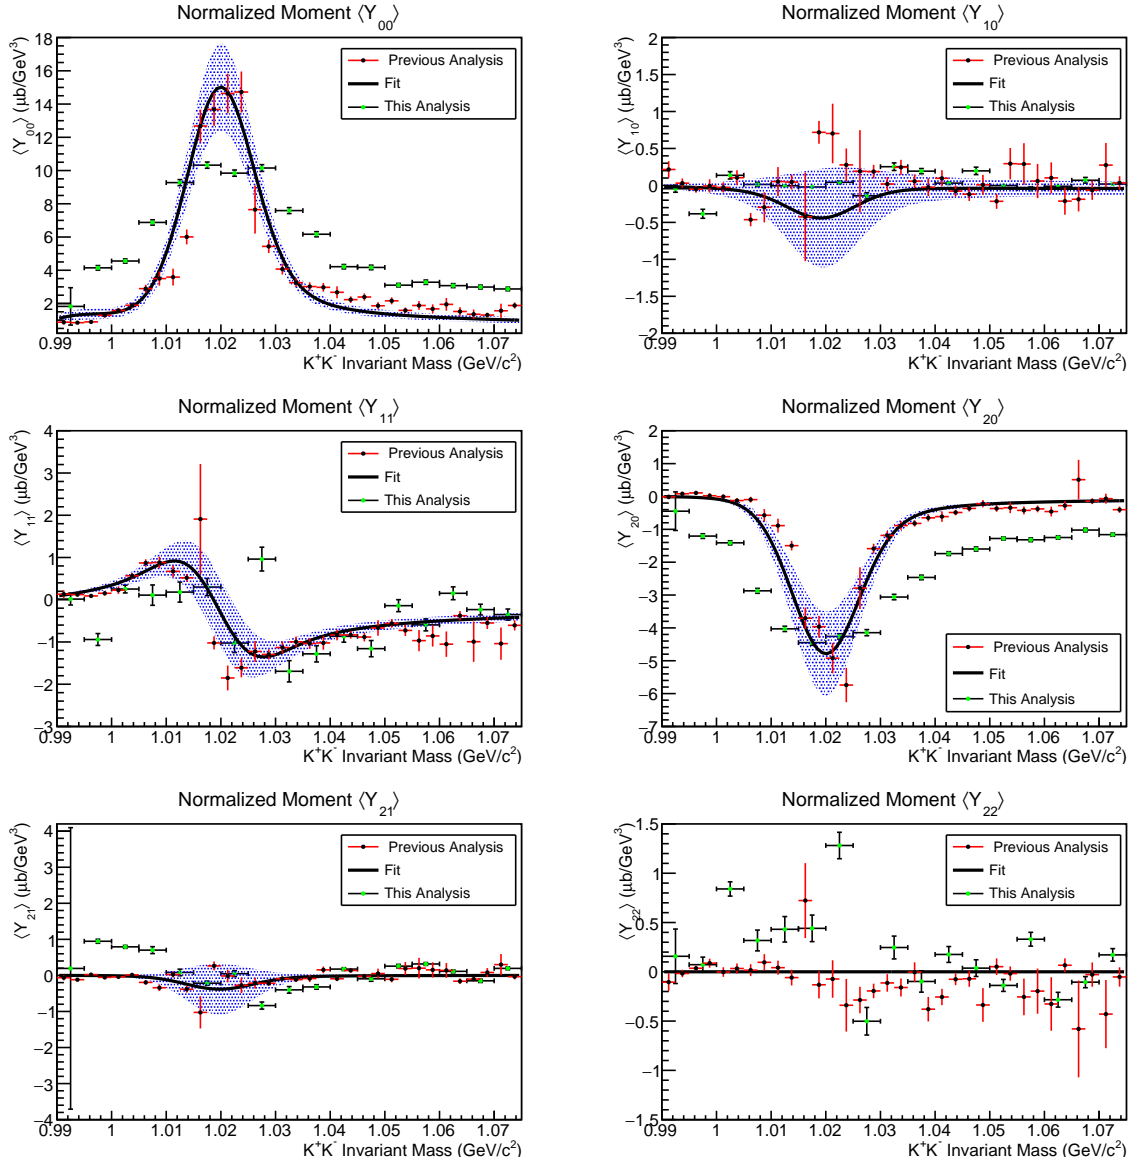 Normalized Moment ⟨Y00⟩
⟨Y00⟩ (μb/GeV³)
18
16
14
12
10
8
6
4
2
Previous Analysis
Fit
This Analysis
0.99 1 1.01 1.02 1.03 1.04 1.05 1.06 1.07
K⁺K⁻ Invariant Mass (GeV/c²)
Normalized Moment ⟨Y10⟩
⟨Y10⟩ (μb/GeV³)
2
1.5
1
0.5
0
−0.5
−1
−1.5
−2
Previous Analysis
Fit
This Analysis
0.99 1 1.01 1.02 1.03 1.04 1.05 1.06 1.07
K⁺K⁻ Invariant Mass (GeV/c²)
Normalized Moment ⟨Y11⟩
⟨Y11⟩ (μb/GeV³)
4
3
2
1
0
−1
−2
−3
Previous Analysis
Fit
This Analysis
0.99 1 1.01 1.02 1.03 1.04 1.05 1.06 1.07
K⁺K⁻ Invariant Mass (GeV/c²)
Normalized Moment ⟨Y20⟩
⟨Y20⟩ (μb/GeV³)
2
1
0
−1
−2
−3
−4
−5
−6
−7
Previous Analysis
Fit
This Analysis
0.99 1 1.01 1.02 1.03 1.04 1.05 1.06 1.07
K⁺K⁻ Invariant Mass (GeV/c²)
Normalized Moment ⟨Y21⟩
⟨Y21⟩ (μb/GeV³)
4
3
2
1
0
−1
−2
−3
−4
Previous Analysis
Fit
This Analysis
0.99 1 1.01 1.02 1.03 1.04 1.05 1.06 1.07
K⁺K⁻ Invariant Mass (GeV/c²)
Normalized Moment ⟨Y22⟩
⟨Y22⟩ (μb/GeV³)
1.5
1
0.5
0
−0.5
−1
−1.5
Previous Analysis
Fit
This Analysis
0.99 1 1.01 1.02 1.03 1.04 1.05 1.06 1.07
K⁺K⁻ Invariant Mass (GeV/c²)